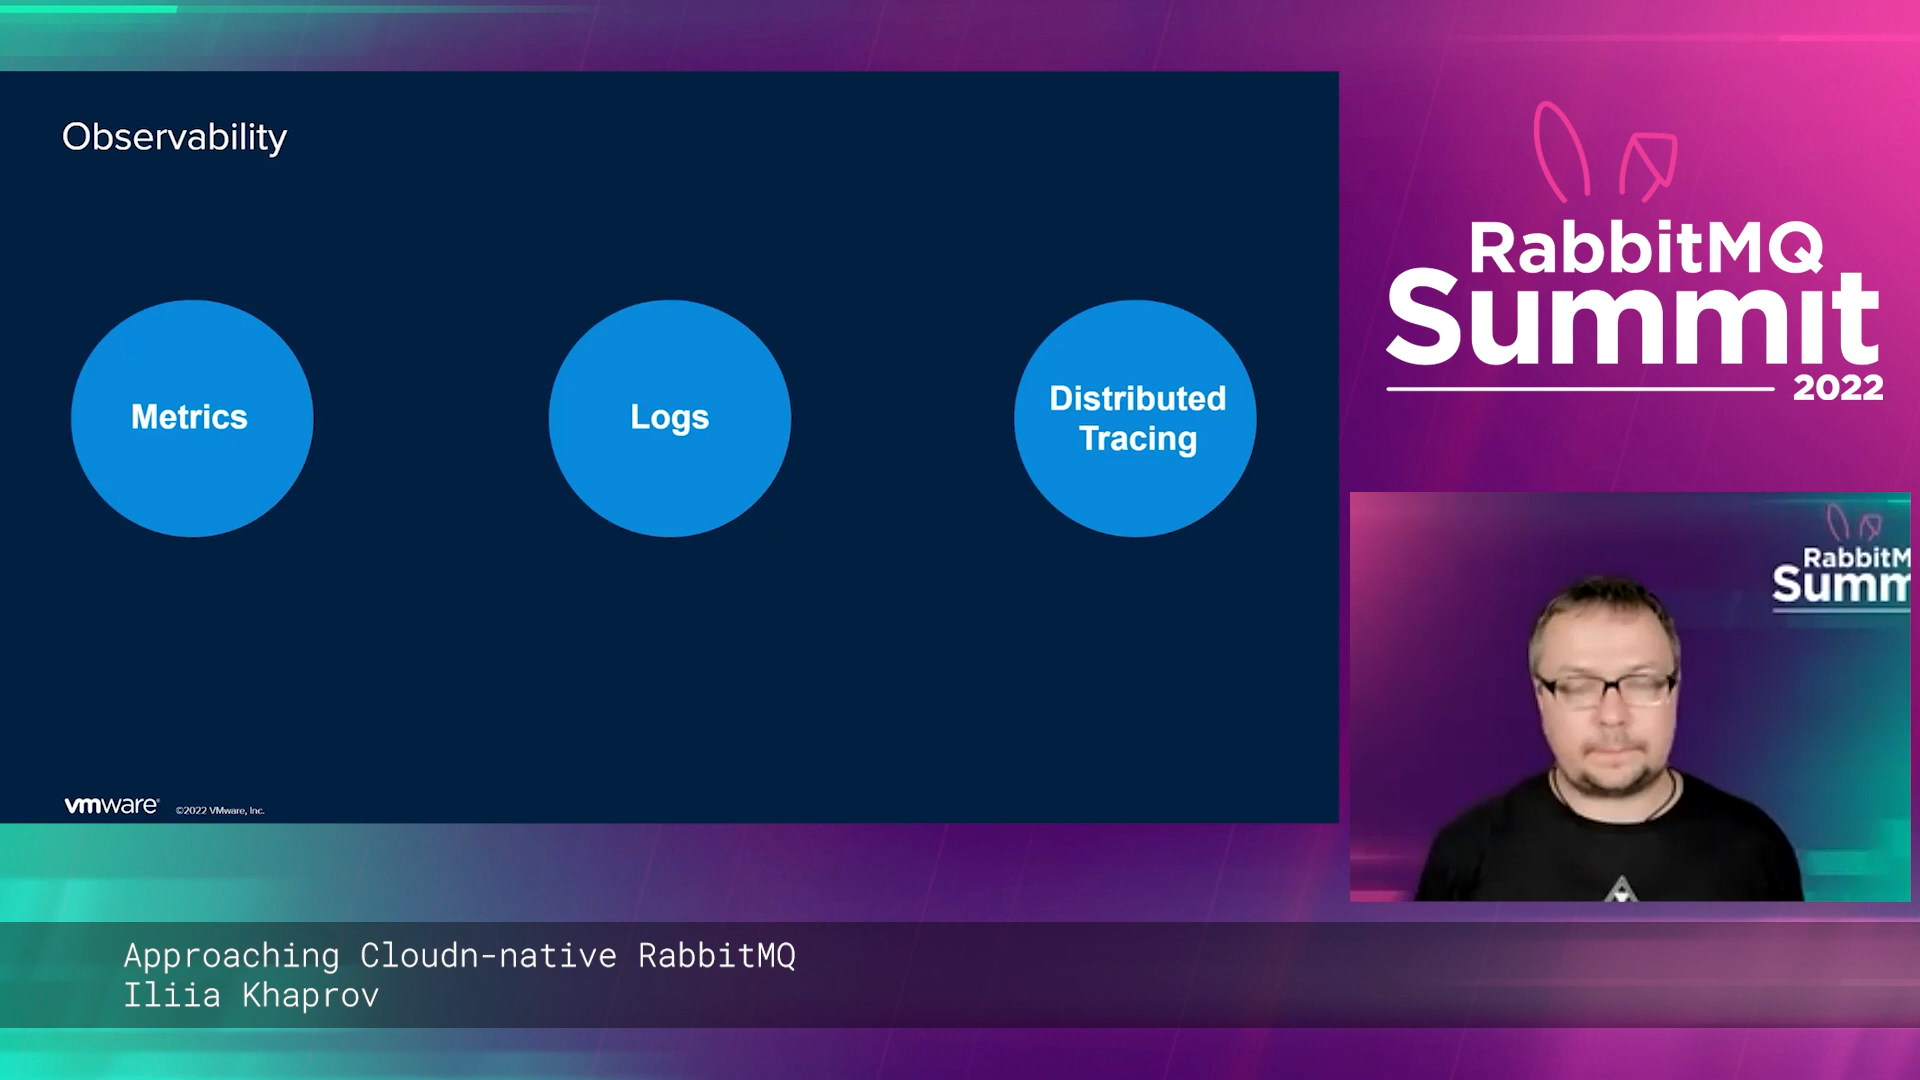 Observability
Metrics
Logs
Distributed
Tracing
vmware®
©2022 VMware, Inc.
RabbitMQ
Summit
2022
RabbitM
Summ
Approaching Cloudn-native RabbitMQ
Iliia Khaprov